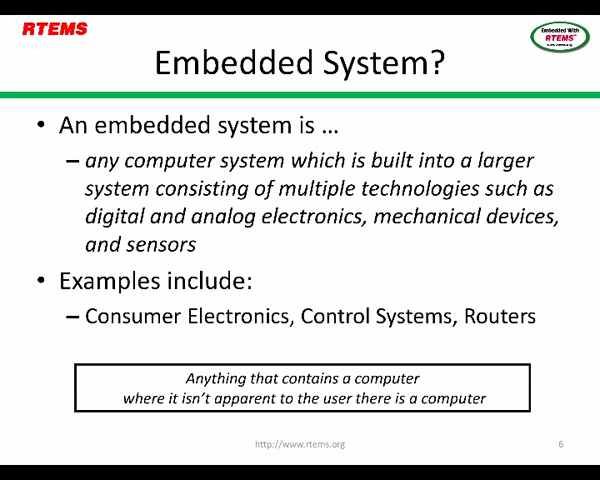 RTEMS
Embedded With
RTEMS
Embedded System?
• An embedded system is …
– any computer system which is built into a larger
system consisting of multiple technologies such as
digital and analog electronics, mechanical devices,
and sensors
• Examples include:
– Consumer Electronics, Control Systems, Routers
Anything that contains a computer
where it isn’t apparent to the user there is a computer
http://www.rtems.org
6